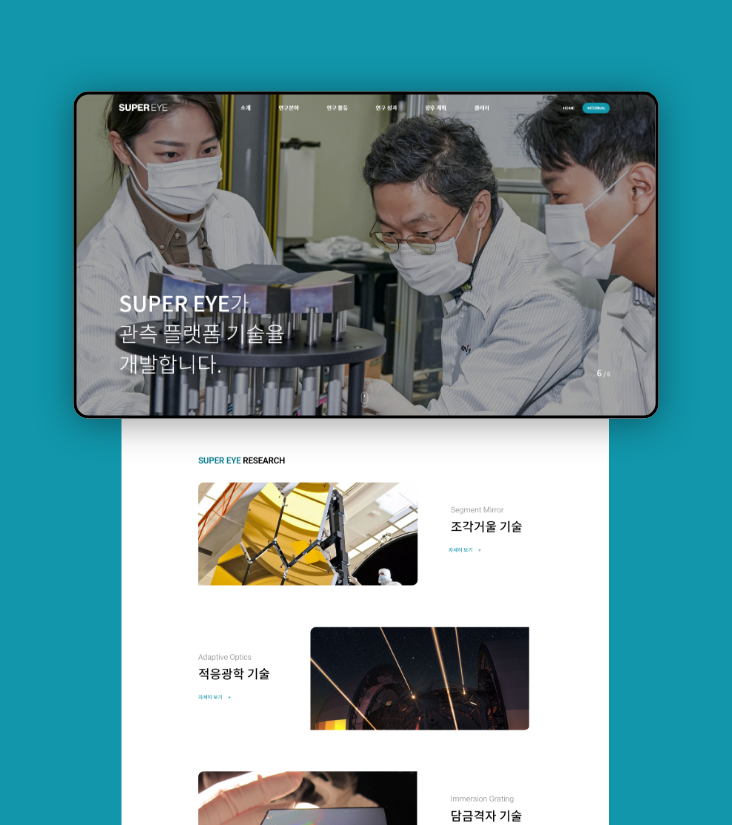 SUPER EYE
소개
연구분야
연구 활동
연구 성과
향후 계획
갤러리
HOME
INTERNAL
SUPER EYE가
관측 플랫폼 기술을
개발합니다.
6 / 6
SUPER EYE RESEARCH
Segment Mirror
조각거울 기술
자세히 보기 +
Adaptive Optics
적응광학 기술
자세히 보기 +
Immersion Grating
담금격자 기술